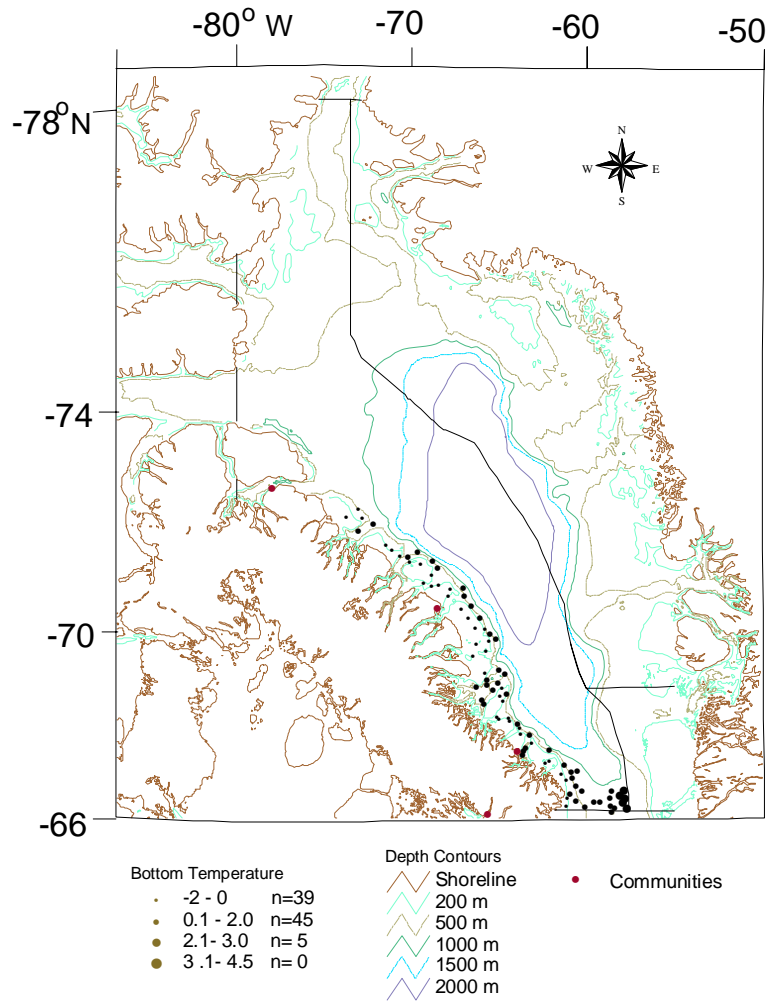 -80° W -70 -60 -50
-78° N
N
W E
S
-74
-70
-66
Bottom Temperature
-2 - 0 n=39
0.1 - 2.0 n=45
2.1- 3.0 n= 5
3 .1- 4.5 n= 0
Depth Contours
Shoreline
200 m
500 m
1000 m
1500 m
2000 m
Communities